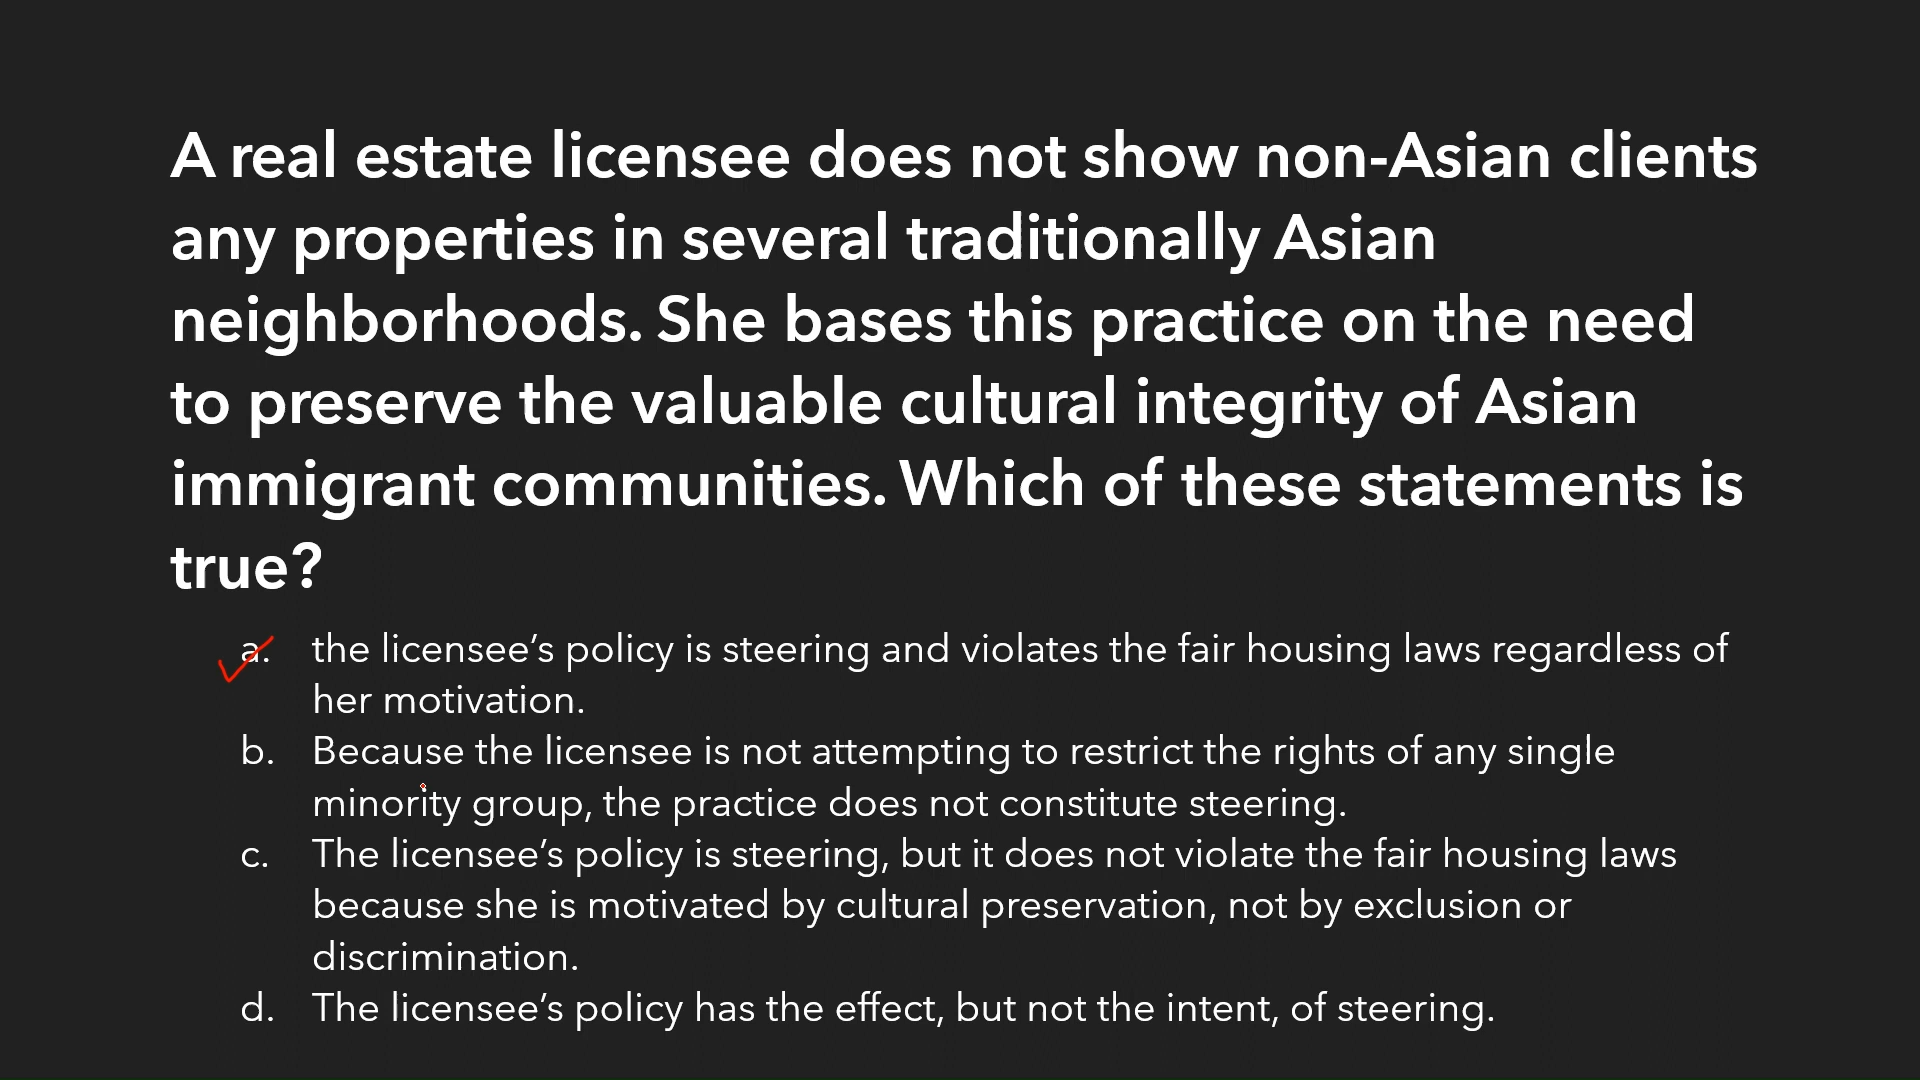 A real estate licensee does not show non-Asian clients
any properties in several traditionally Asian
neighborhoods. She bases this practice on the need
to preserve the valuable cultural integrity of Asian
immigrant communities. Which of these statements is
true?
a. the licensee’s policy is steering and violates the fair housing laws regardless of
her motivation.
b. Because the licensee is not attempting to restrict the rights of any single
minority group, the practice does not constitute steering.
c. The licensee’s policy is steering, but it does not violate the fair housing laws
because she is motivated by cultural preservation, not by exclusion or
discrimination.
d. The licensee’s policy has the effect, but not the intent, of steering.